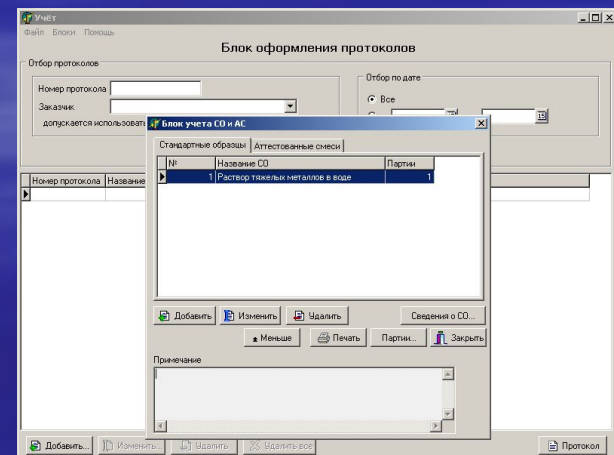 Учёт
Файл Блоки Помощь
Блок оформления протоколов
Отбор протоколов
Отбор по дате
Номер протокола
Все
Заказчик
15
15
допускается использоват
Блок учета СО и АС
Стандартные образцы Аттестованные смеси
№ Название СО Партии
1 Раствор тяжелых металлов в воде 1
Номер протокола Название
Добавить Изменить Удалить Сведения о СО...
Меньше Печать Партии... Закрыть
Примечание
Добавить... Изменить... Удалить Удалить все Протокол